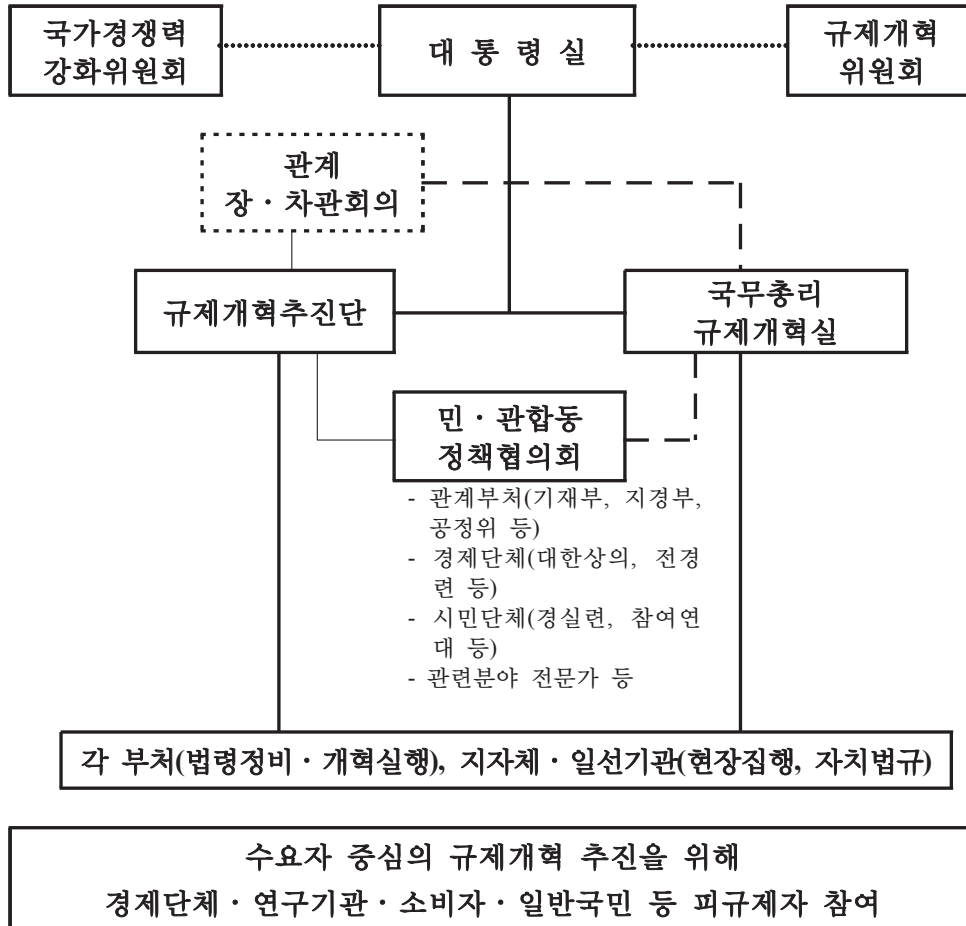 국가경쟁력
강화위원회
대 통 령 실
규제개혁
위원회
관계
장 · 차관회의
규제개혁추진단
국무총리
규제개혁실
민 · 관합동
정책협의회
- 관계부처(기재부, 지경부,
공정위 등)
- 경제단체(대한상의, 전경
련 등)
- 시민단체(경실련, 참여연
대 등)
- 관련분야 전문가 등
각 부처(법령정비 · 개혁실행), 지자체 · 일선기관(현장집행, 자치법규)
수요자 중심의 규제개혁 추진을 위해
경제단체 · 연구기관 · 소비자 · 일반국민 등 피규제자 참여